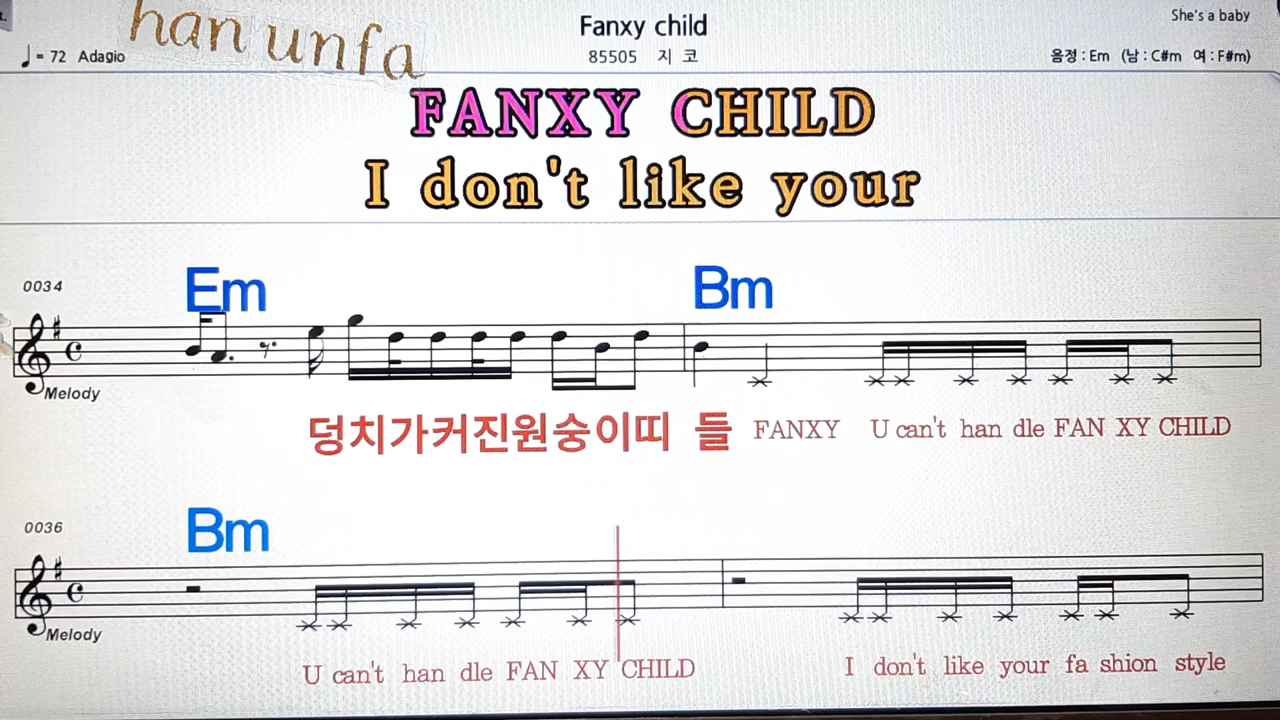 han unfa
Fanxy child
She's a baby
♩ = 72 Adagio
85505 지 코
음정 : Em (남 : C#m 여 : F#m)
FANXY CHILD
I don't like your
Em Bm
0034
Melody
덩치가커진원숭이띠 들 FANXY U can't han dle FAN XY CHILD
Bm
0036
Melody
U can't han dle FAN XY CHILD I don't like your fa shion style